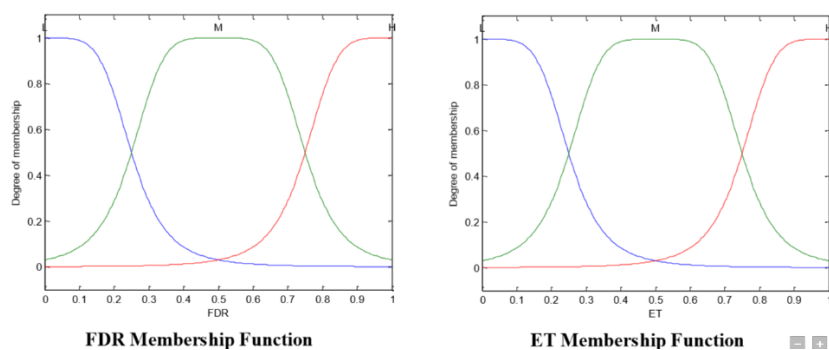 L M H
Degree of membership
1
0.8
0.6
0.4
0.2
0
0 0.1 0.2 0.3 0.4 0.5 0.6 0.7 0.8 0.9 1
FDR
FDR Membership Function
L M H
Degree of membership
1
0.8
0.6
0.4
0.2
0
0 0.1 0.2 0.3 0.4 0.5 0.6 0.7 0.8 0.9 1
ET
ET Membership Function